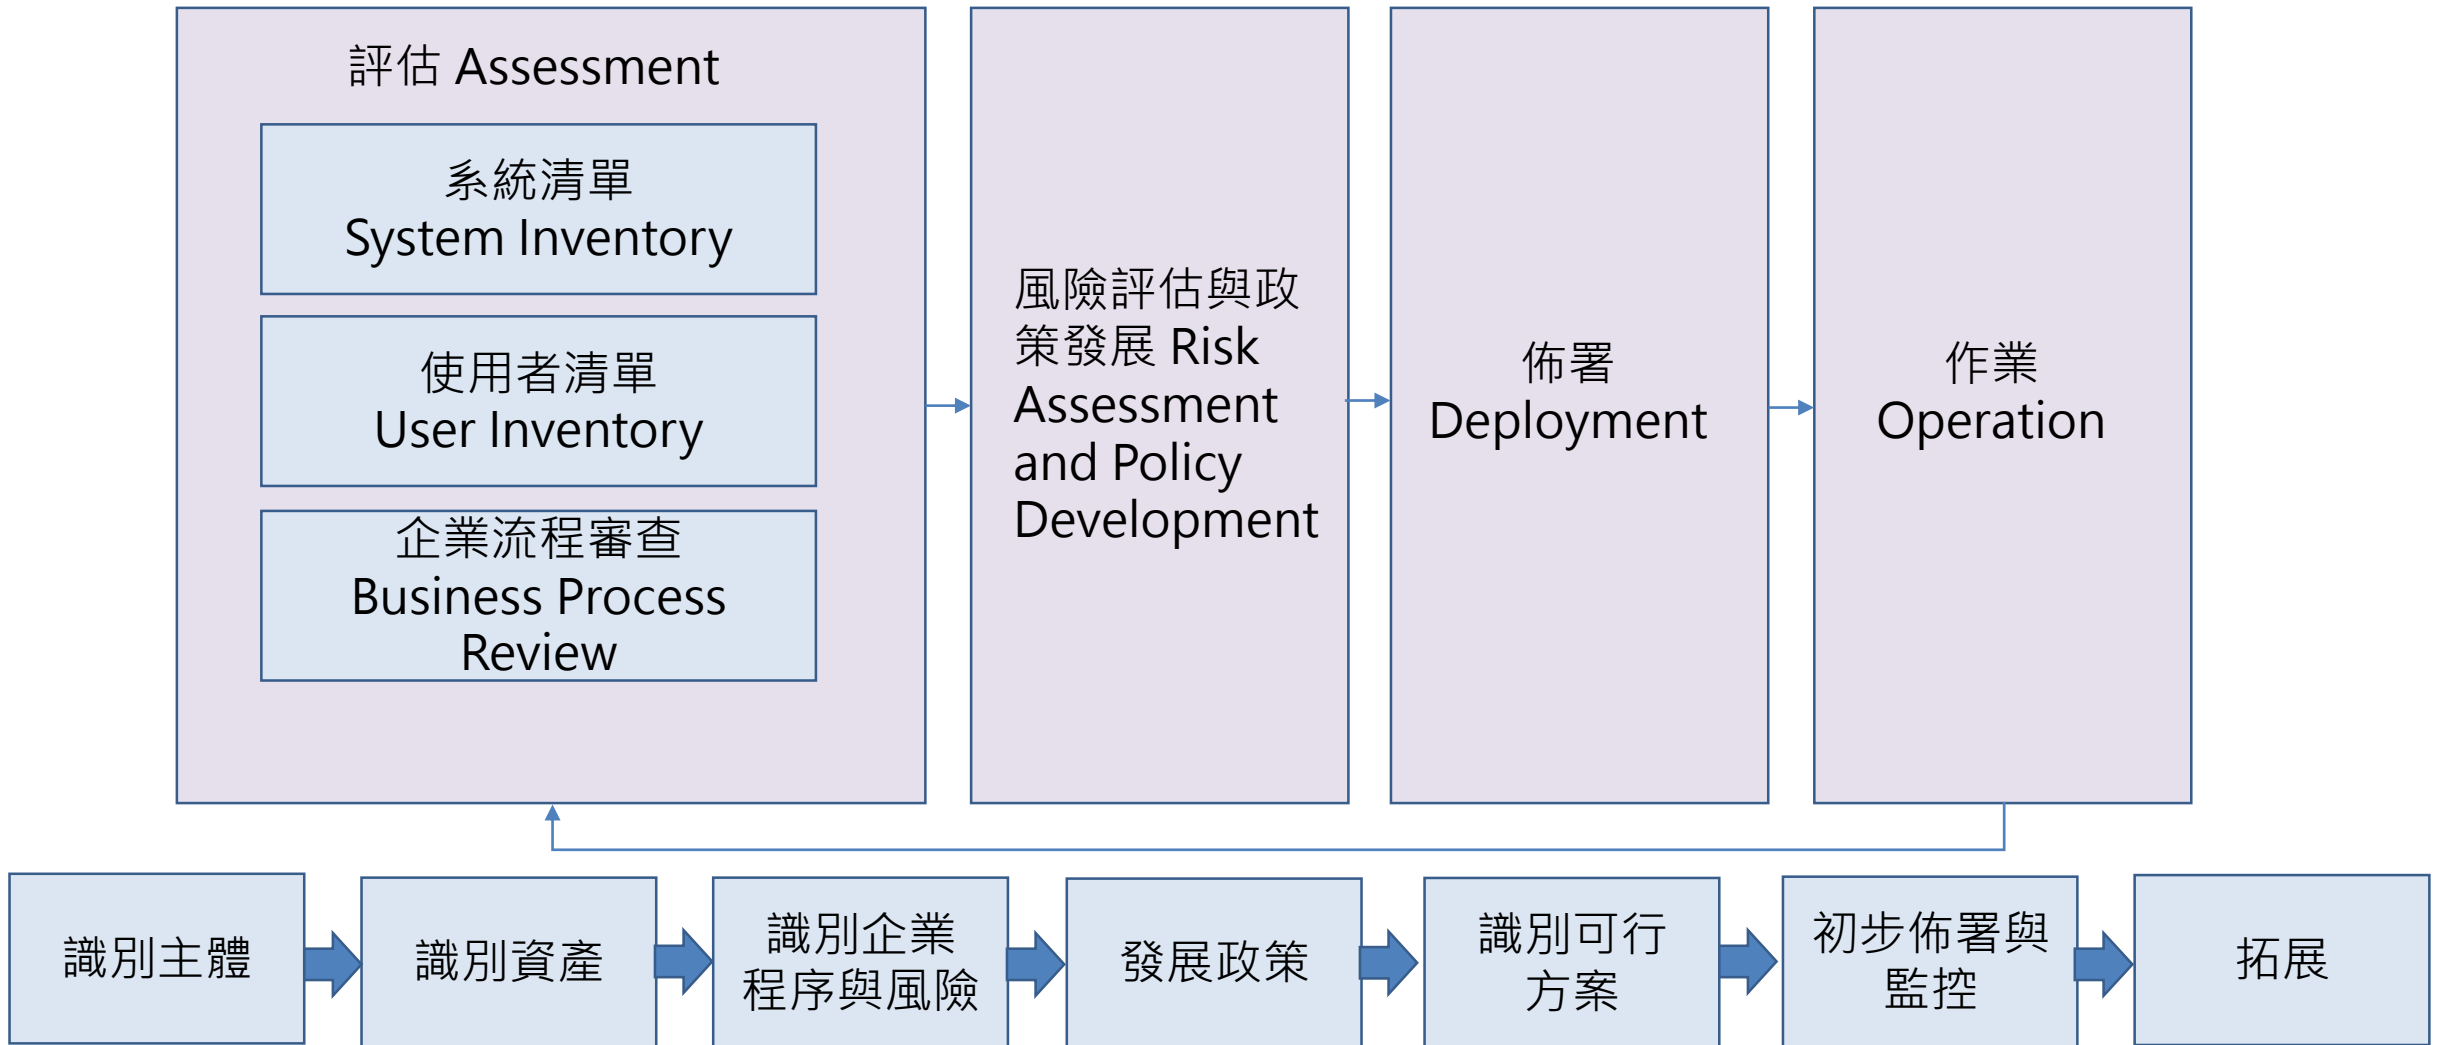 評估 Assessment
系統清單
System Inventory
使用者清單
User Inventory
企業流程審查
Business Process
Review
風險評估與政
策發展 Risk
Assessment
and Policy
Development
佈署
Deployment
作業
Operation
識別主體
識別資產
識別企業
程序與風險
發展政策
識別可行
方案
初步佈署與
監控
拓展